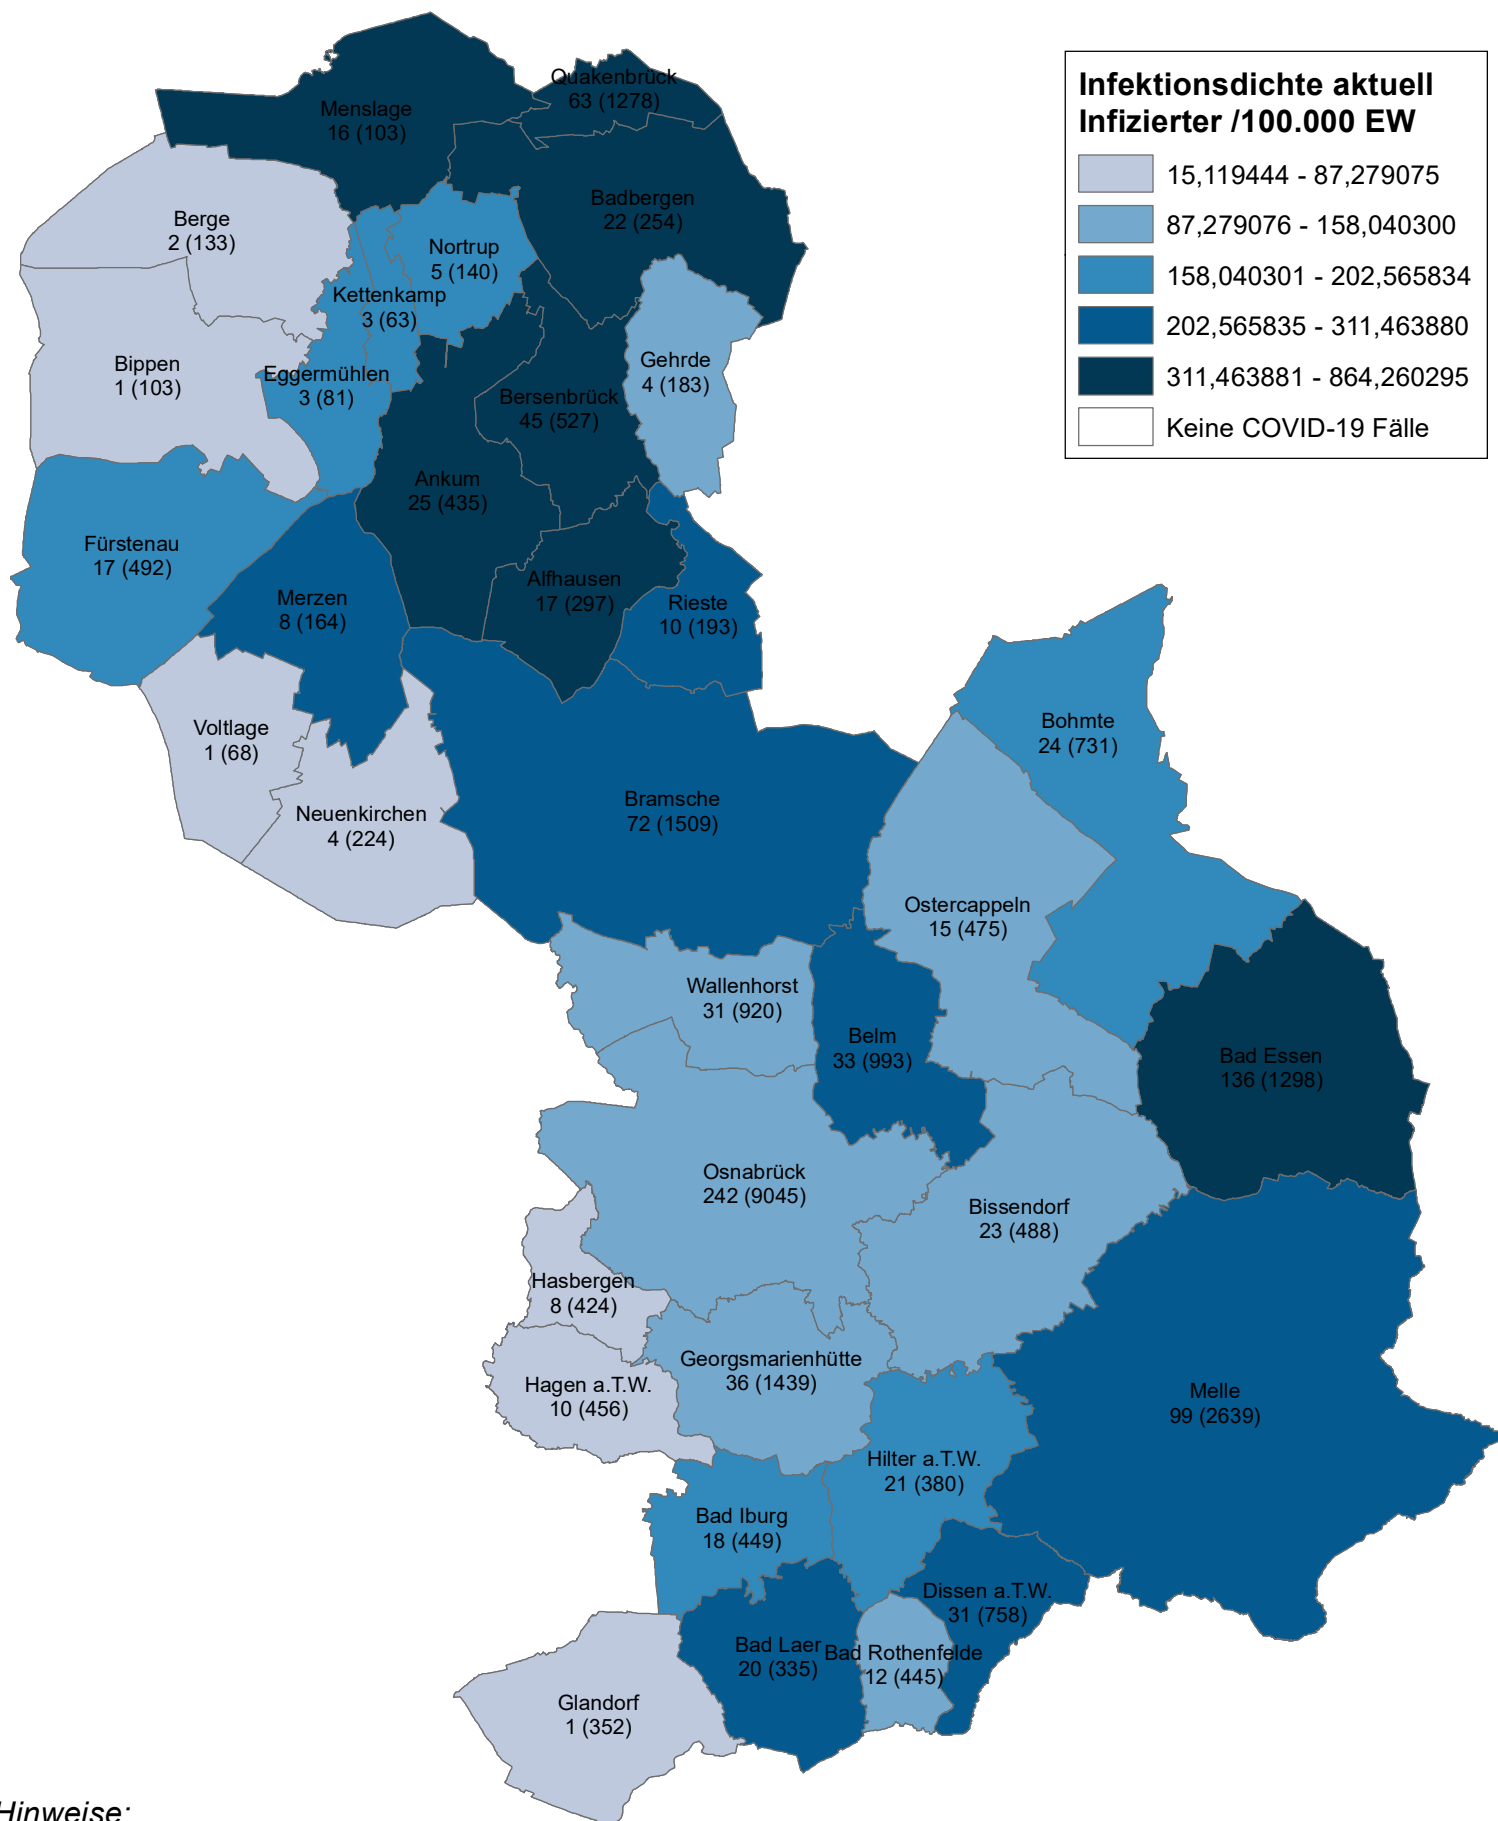 Quakenbrück
63 (1278)
Menslage
16 (103)
Infektionsdichte aktuell
Infizierter /100.000 EW
15,119444 - 87,279075
87,279076 - 158,040300
158,040301 - 202,565834
202,565835 - 311,463880
311,463881 - 864,260295
Keine COVID-19 Fälle
Badbergen
22 (254)
Berge
2 (133)
Nortrup
5 (140)
Kettenkamp
3 (63)
Bippen
1 (103)
Eggermühlen
3 (81)
Gehrde
4 (183)
Bersenbrück
45 (527)
Ankum
25 (435)
Fürstenau
17 (492)
Alfhausen
17 (297)
Merzen
8 (164)
Rieste
10 (193)
Voltlage
1 (68)
Bohmte
24 (731)
Neuenkirchen
4 (224)
Bramsche
72 (1509)
Ostercappeln
15 (475)
Wallenhorst
31 (920)
Belm
33 (993)
Bad Essen
136 (1298)
Osnabrück
242 (9045)
Bissendorf
23 (488)
Hasbergen
8 (424)
Georgsmarienhütte
36 (1439)
Hagen a.T.W.
10 (456)
Melle
99 (2639)
Hilter a.T.W.
21 (380)
Bad Iburg
18 (449)
Dissen a.T.W.
31 (758)
Bad Laer
20 (335)
Bad Rothenfelde
12 (445)
Glandorf
1 (352)
Hinweise: